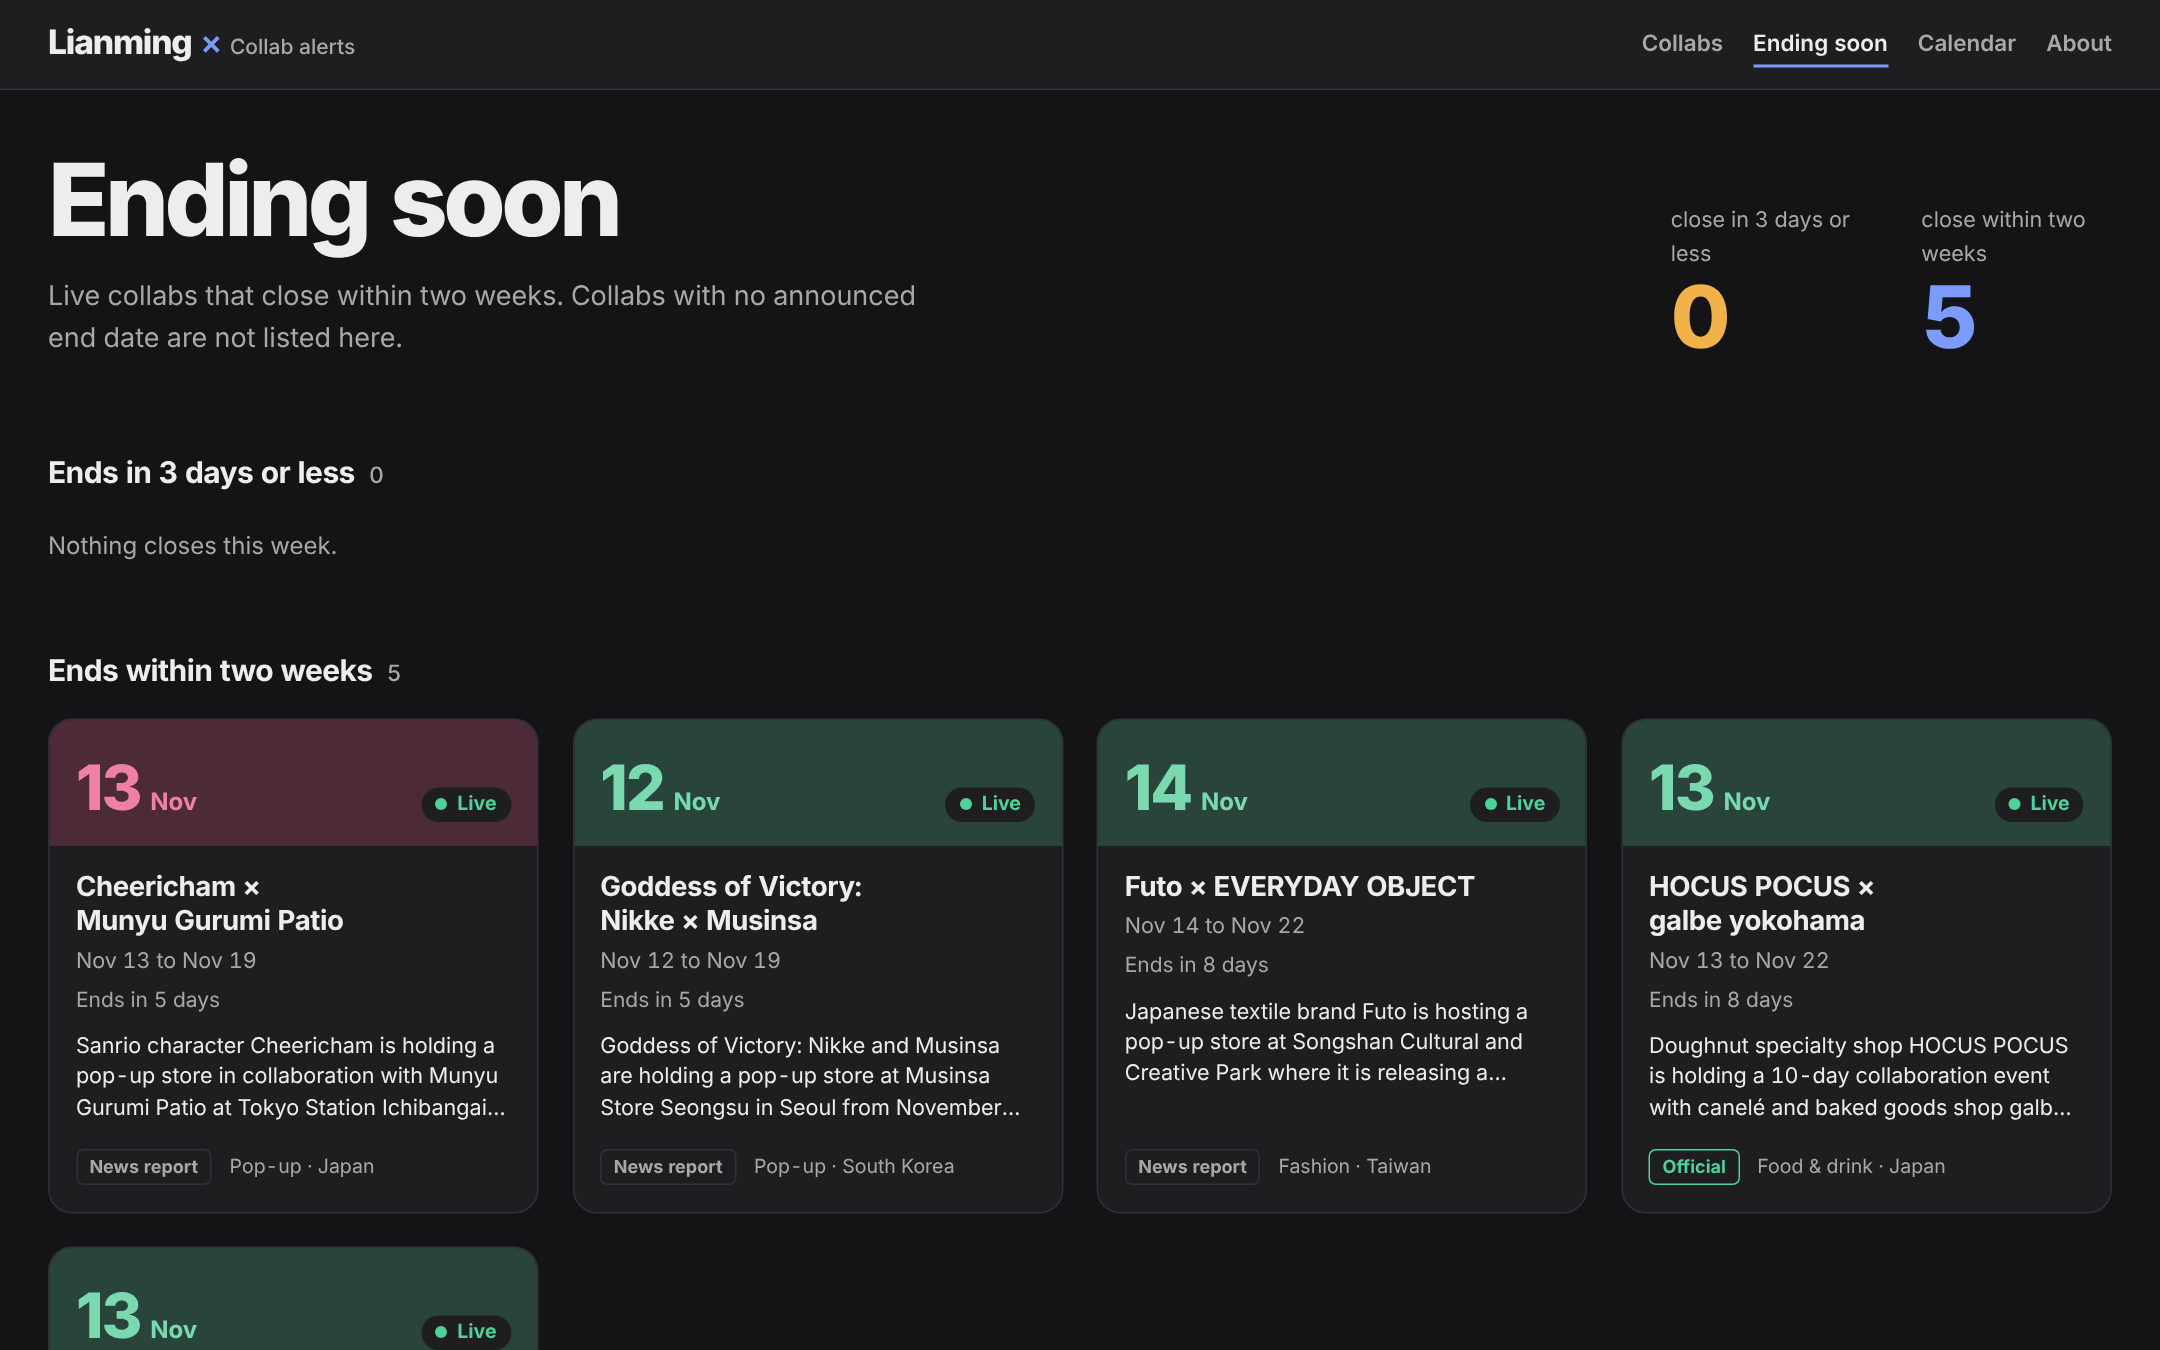 Lianming × Collab alerts
Collabs Ending soon Calendar About
Ending soon
Live collabs that close within two weeks. Collabs with no announced
end date are not listed here.
close in 3 days or
less
0
close within two
weeks
5
Ends in 3 days or less 0
Nothing closes this week.
Ends within two weeks 5
13 Nov
Live
Cheericham ×
Munyu Gurumi Patio
Nov 13 to Nov 19
Ends in 5 days
Sanrio character Cheericham is holding a
pop-up store in collaboration with Munyu
Gurumi Patio at Tokyo Station Ichibangai...
News report Pop-up · Japan
12 Nov
Live
Goddess of Victory:
Nikke × Musinsa
Nov 12 to Nov 19
Ends in 5 days
Goddess of Victory: Nikke and Musinsa
are holding a pop-up store at Musinsa
Store Seongsu in Seoul from November...
News report Pop-up · South Korea
14 Nov
Live
Futo × EVERYDAY OBJECT
Nov 14 to Nov 22
Ends in 8 days
Japanese textile brand Futo is hosting a
pop-up store at Songshan Cultural and
Creative Park where it is releasing a...
News report Fashion · Taiwan
13 Nov
Live
HOCUS POCUS ×
galbe yokohama
Nov 13 to Nov 22
Ends in 8 days
Doughnut specialty shop HOCUS POCUS
is holding a 10-day collaboration event
with canelé and baked goods shop galb...
Official Food & drink · Japan
13 Nov
Live